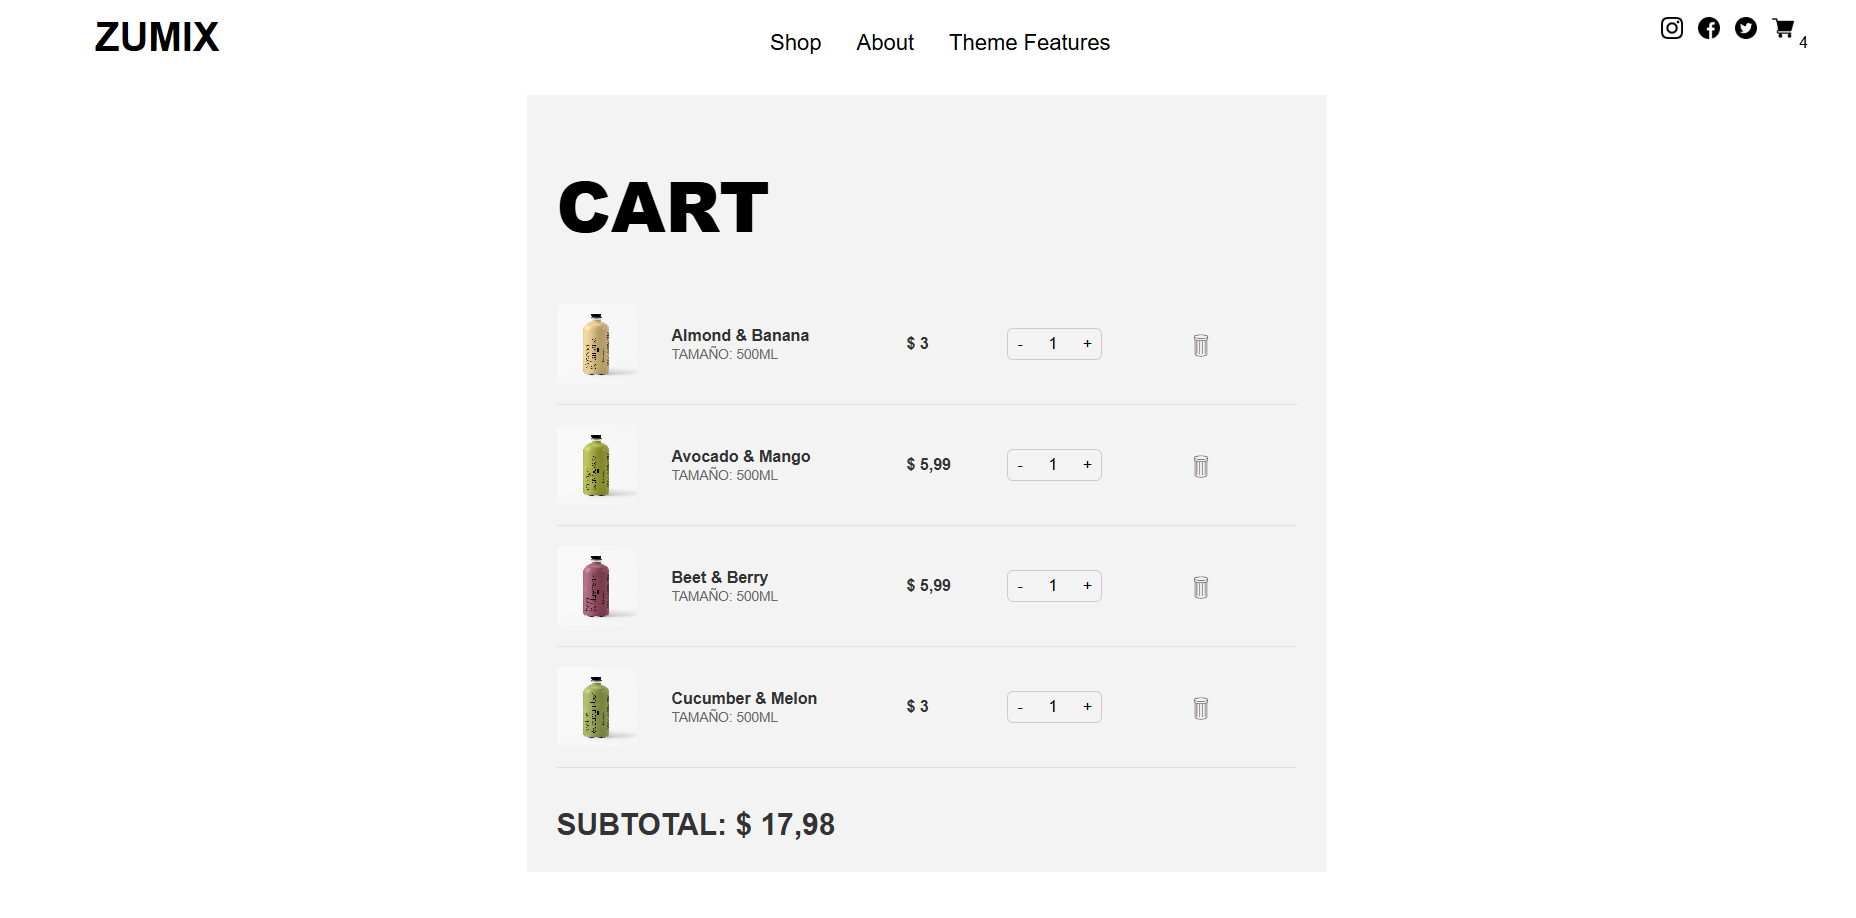 ZUMIX
Shop About Theme Features
4
CART
Almond & Banana
TAMAÑO: 500ML
$ 3
- 1 +
Avocado & Mango
TAMAÑO: 500ML
$ 5,99
- 1 +
Beet & Berry
TAMAÑO: 500ML
$ 5,99
- 1 +
Cucumber & Melon
TAMAÑO: 500ML
$ 3
- 1 +
SUBTOTAL: $ 17,98